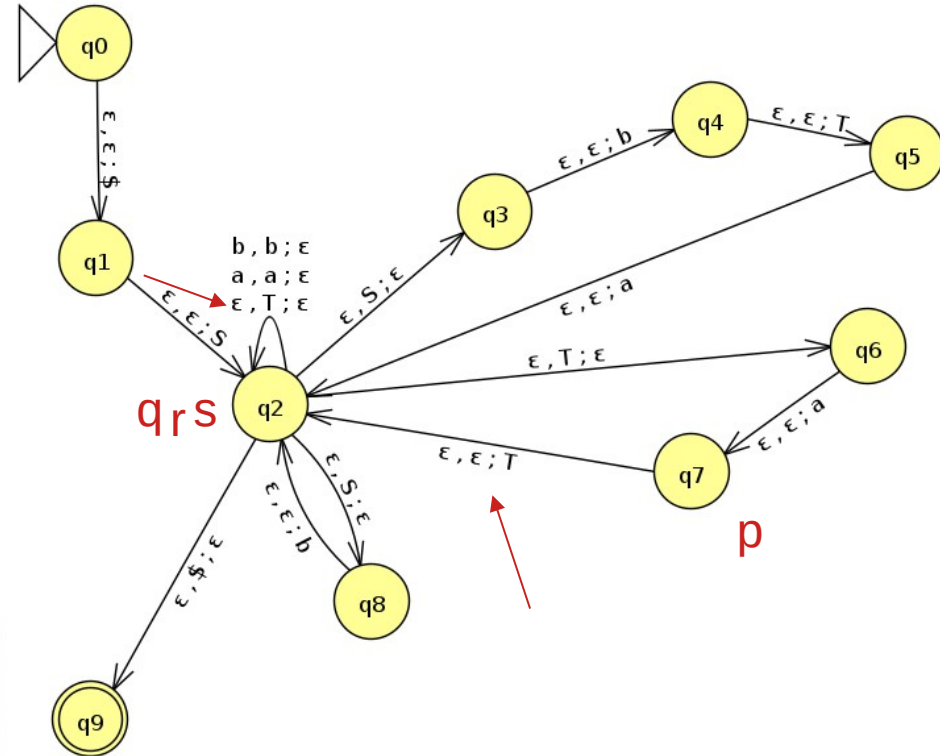 q0
ε , ε ; $
q1
ε , ε ; S
b , b ; ε
a , a ; ε
ε , T ; ε
q2
q r s
ε , S ; ε
q3
ε , ε ; b
q4
ε , ε ; T
q5
ε , ε ; a
ε , T ; ε
q6
ε , ε ; a
q7
p
ε , ε ; T
ε , S ; ε
ε , ε ; b
q8
ε , $ ; ε
q9